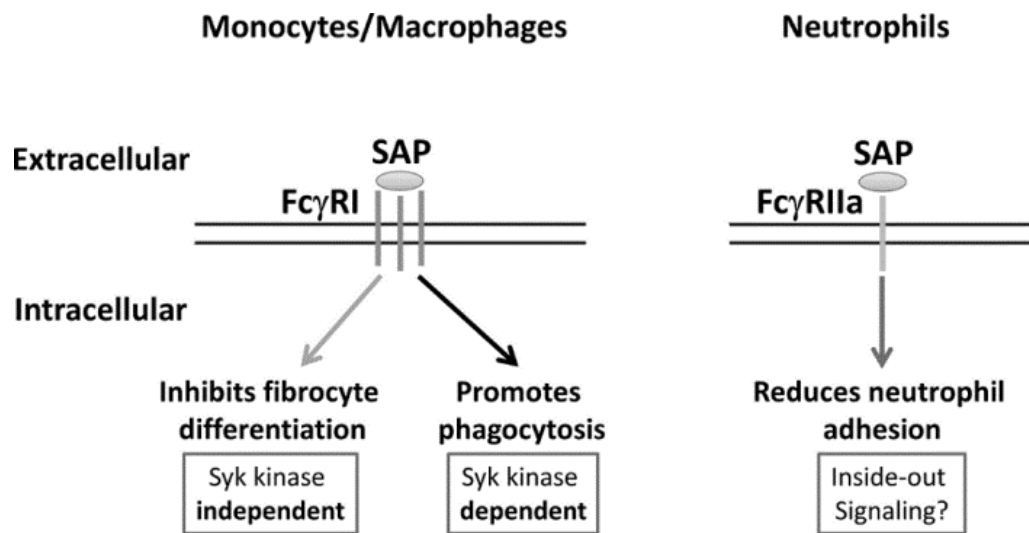 Monocytes/Macrophages
Neutrophils
Extracellular
SAP
SAP
FcγRI
FcγRIIa
Intracellular
Inhibits fibrocyte
differentiation
Syk kinase
independent
Promotes
phagocytosis
Syk kinase
dependent
Reduces neutrophil
adhesion
Inside-out
Signaling?